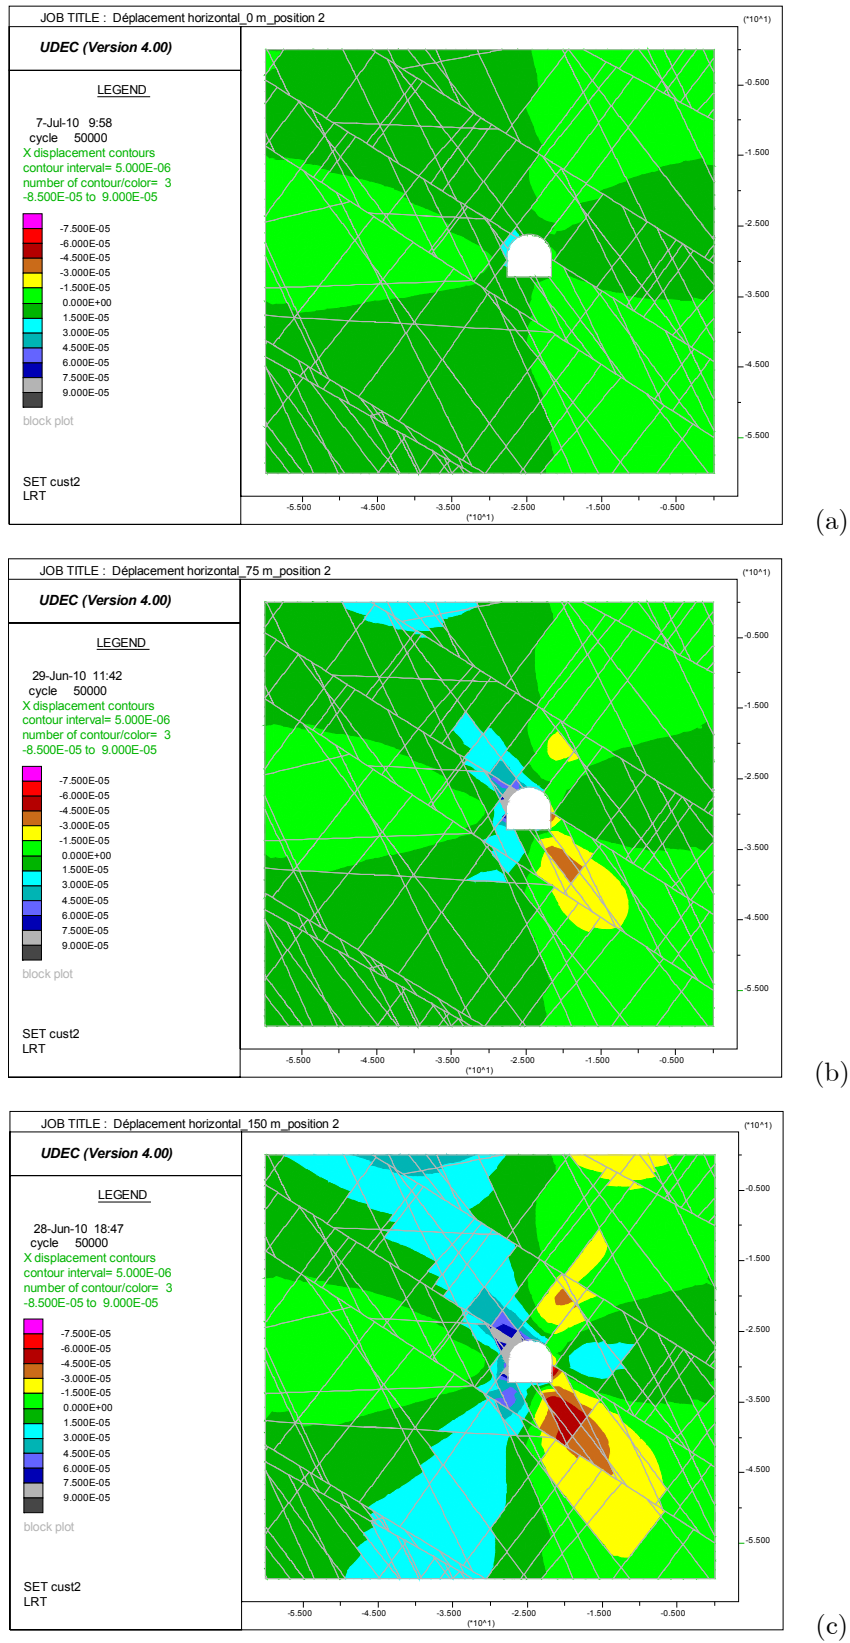 JOB TITLE : Déplacement horizontal_0 m_position 2
(*10^1)
UDEC (Version 4.00)
LEGEND
7-Jul-10 9:58
cycle 50000
X displacement contours
contour interval= 5.000E-06
number of contour/color= 3
-8.500E-05 to 9.000E-05
-7.500E-05
-6.000E-05
-4.500E-05
-3.000E-05
-1.500E-05
0.000E+00
1.500E-05
3.000E-05
4.500E-05
6.000E-05
7.500E-05
9.000E-05
block plot
SET cust2
LRT
-0.500
-1.500
-2.500
-3.500
-4.500
-5.500
-5.500 -4.500 -3.500 -2.500 -1.500 -0.500
(*10^1)
(a)
JOB TITLE : Déplacement horizontal_75 m_position 2
(*10^1)
UDEC (Version 4.00)
LEGEND
29-Jun-10 11:42
cycle 50000
X displacement contours
contour interval= 5.000E-06
number of contour/color= 3
-8.500E-05 to 9.000E-05
-7.500E-05
-6.000E-05
-4.500E-05
-3.000E-05
-1.500E-05
0.000E+00
1.500E-05
3.000E-05
4.500E-05
6.000E-05
7.500E-05
9.000E-05
block plot
SET cust2
LRT
-0.500
-1.500
-2.500
-3.500
-4.500
-5.500
-5.500 -4.500 -3.500 -2.500 -1.500 -0.500
(*10^1)
(b)
JOB TITLE : Déplacement horizontal_150 m_position 2
(*10^1)
UDEC (Version 4.00)
LEGEND
28-Jun-10 18:47
cycle 50000
X displacement contours
contour interval= 5.000E-06
number of contour/color= 3
-8.500E-05 to 9.000E-05
-7.500E-05
-6.000E-05
-4.500E-05
-3.000E-05
-1.500E-05
0.000E+00
1.500E-05
3.000E-05
4.500E-05
6.000E-05
7.500E-05
9.000E-05
block plot
SET cust2
LRT
-0.500
-1.500
-2.500
-3.500
-4.500
-5.500
-5.500 -4.500 -3.500 -2.500 -1.500 -0.500
(*10^1)
(c)